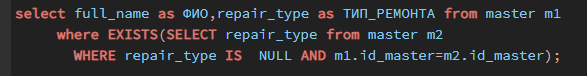 select full_name as ФИО,repair_type as ТИП_РЕМОНТА from master m1
where EXISTS(SELECT repair_type from master m2
WHERE repair_type IS  NULL AND m1.id_master=m2.id_master);